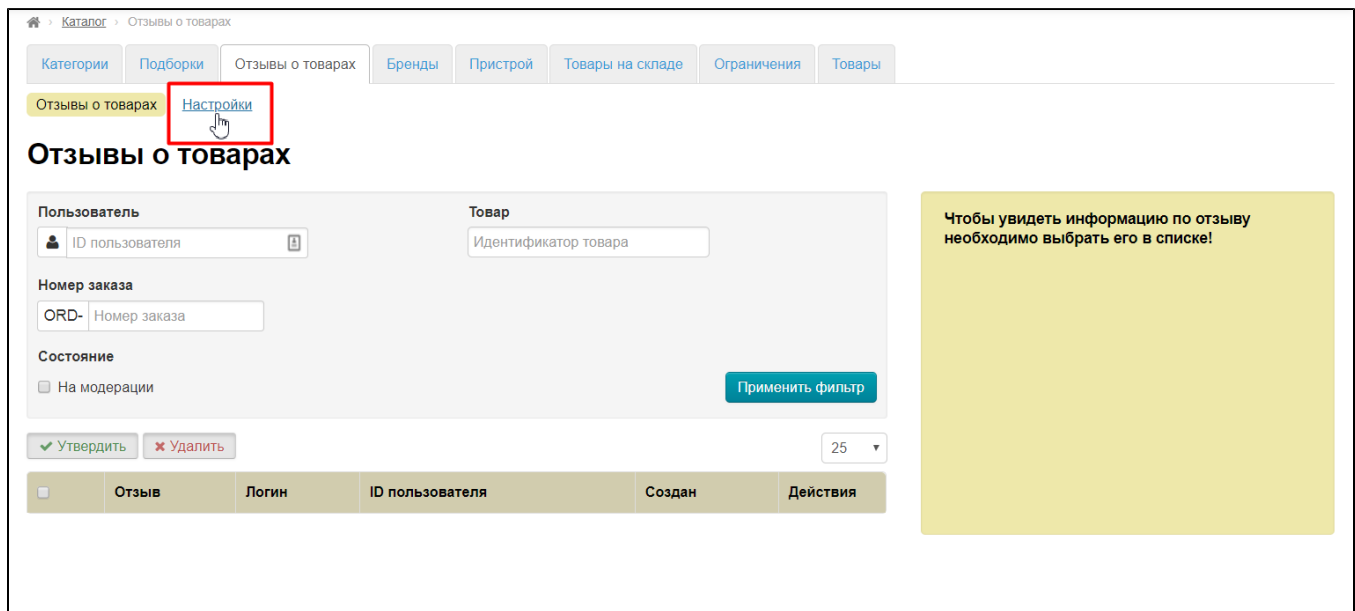 Каталог › Отзывы о товарах
Категории Подборки Отзывы о товарах Бренды Пристрой Товары на складе Ограничения Товары
Отзывы о товарах Настройки
Отзывы о товарах
Пользователь Товар
ID пользователя Идентификатор товара
Номер заказа
ORD- Номер заказа
Состояние
На модерации Применить фильтр
Утвердить Удалить 25
Отзыв Логин ID пользователя Создан Действия
Чтобы увидеть информацию по отзыву
необходимо выбрать его в списке!